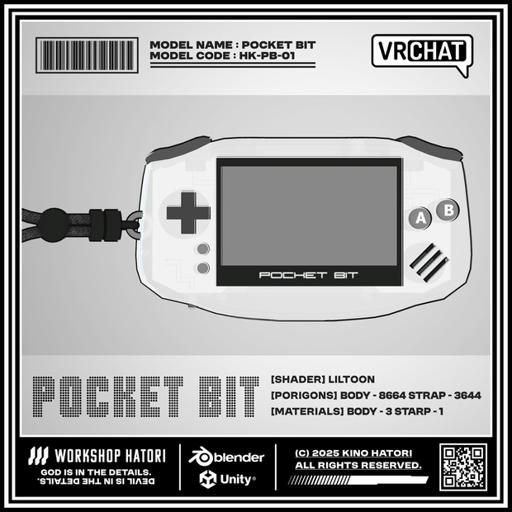 MODEL NAME : POCKET BIT
MODEL CODE : HK-PB-01
VRCHAT
A
B
POCKET BIT
POCKET BIT
[SHADER] LILTOON
[PORIGONS] BODY - 8664 STRAP - 3644
[MATERIALS] BODY - 3 STARP - 1
WORKSHOP HATORI
GOD IS IN THE DETAILS.
DEVIL IS IN THE DETAILS.
blender
Unity®
(C) 2025 KINO HATORI
ALL RIGHTS RESERVED.